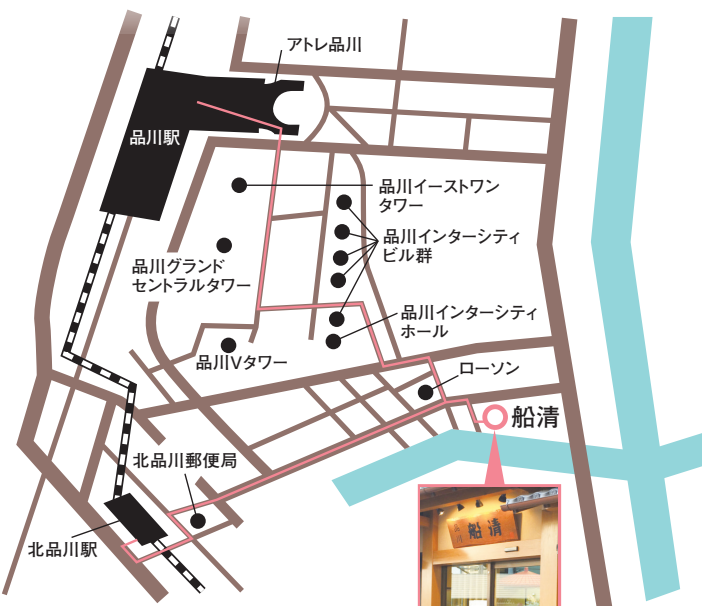 アトレ品川
品川駅
品川イーストワン
タワー
品川インターシティ
ビル群
品川グランド
セントラルタワー
品川インターシティ
ホール
品川Vタワー
ローソン
船清
北品川郵便局
北品川駅
船清